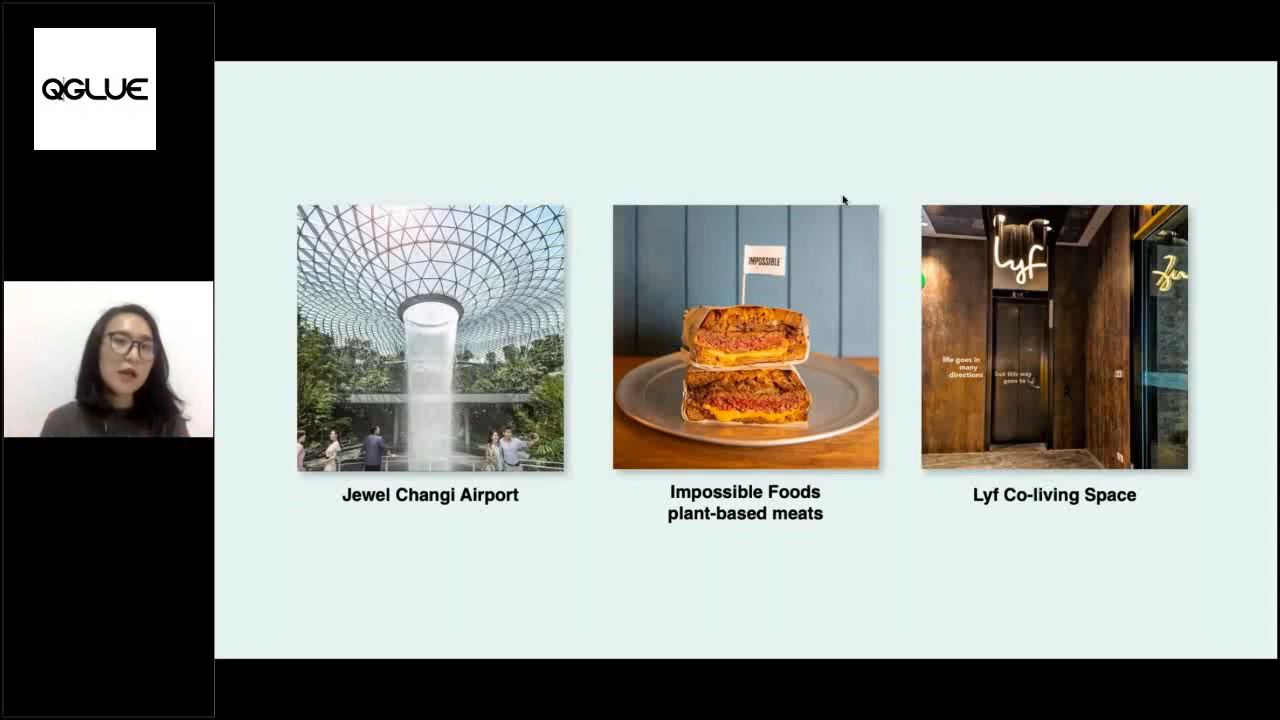 QGLUE
IMPOSSIBLE
lyf
life goes in
many
directions
but this way
goes to lyf
Jewel Changi Airport
Impossible Foods
plant-based meats
Lyf Co-living Space